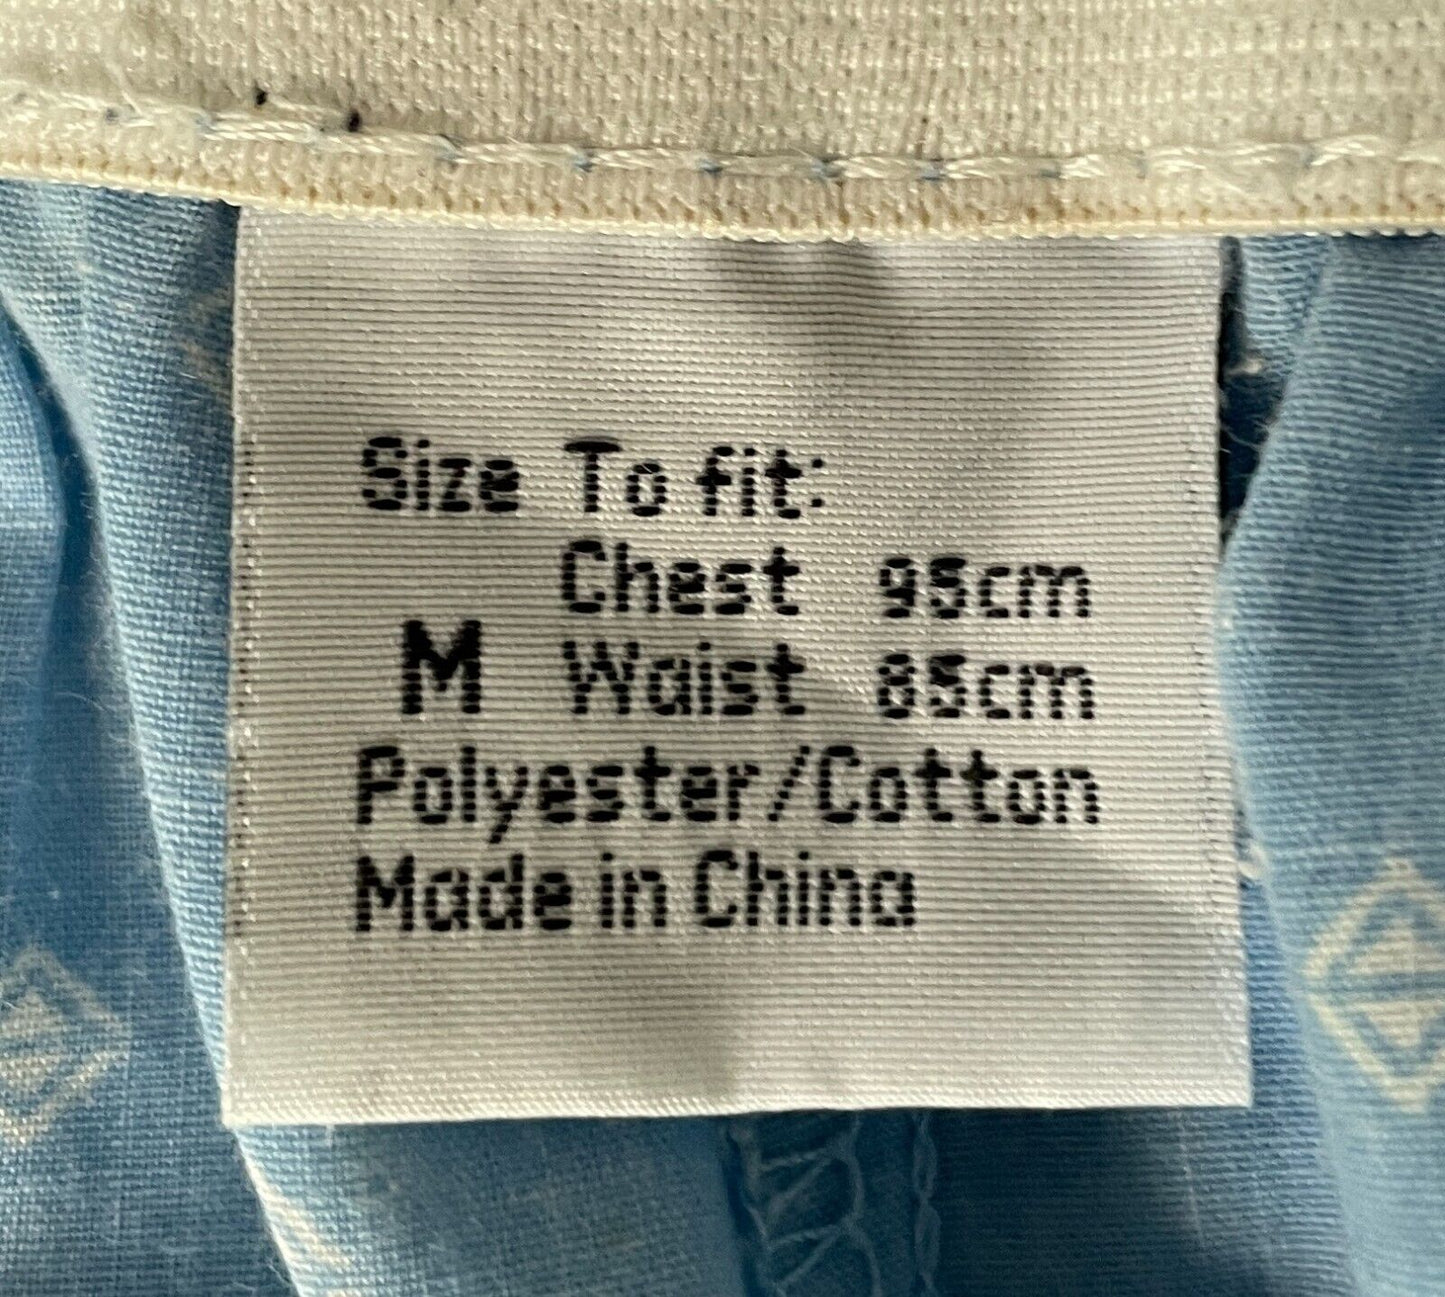 Size To fit:
Chest 95cm
M Waist 85cm
Polyester/Cotton
Made in China